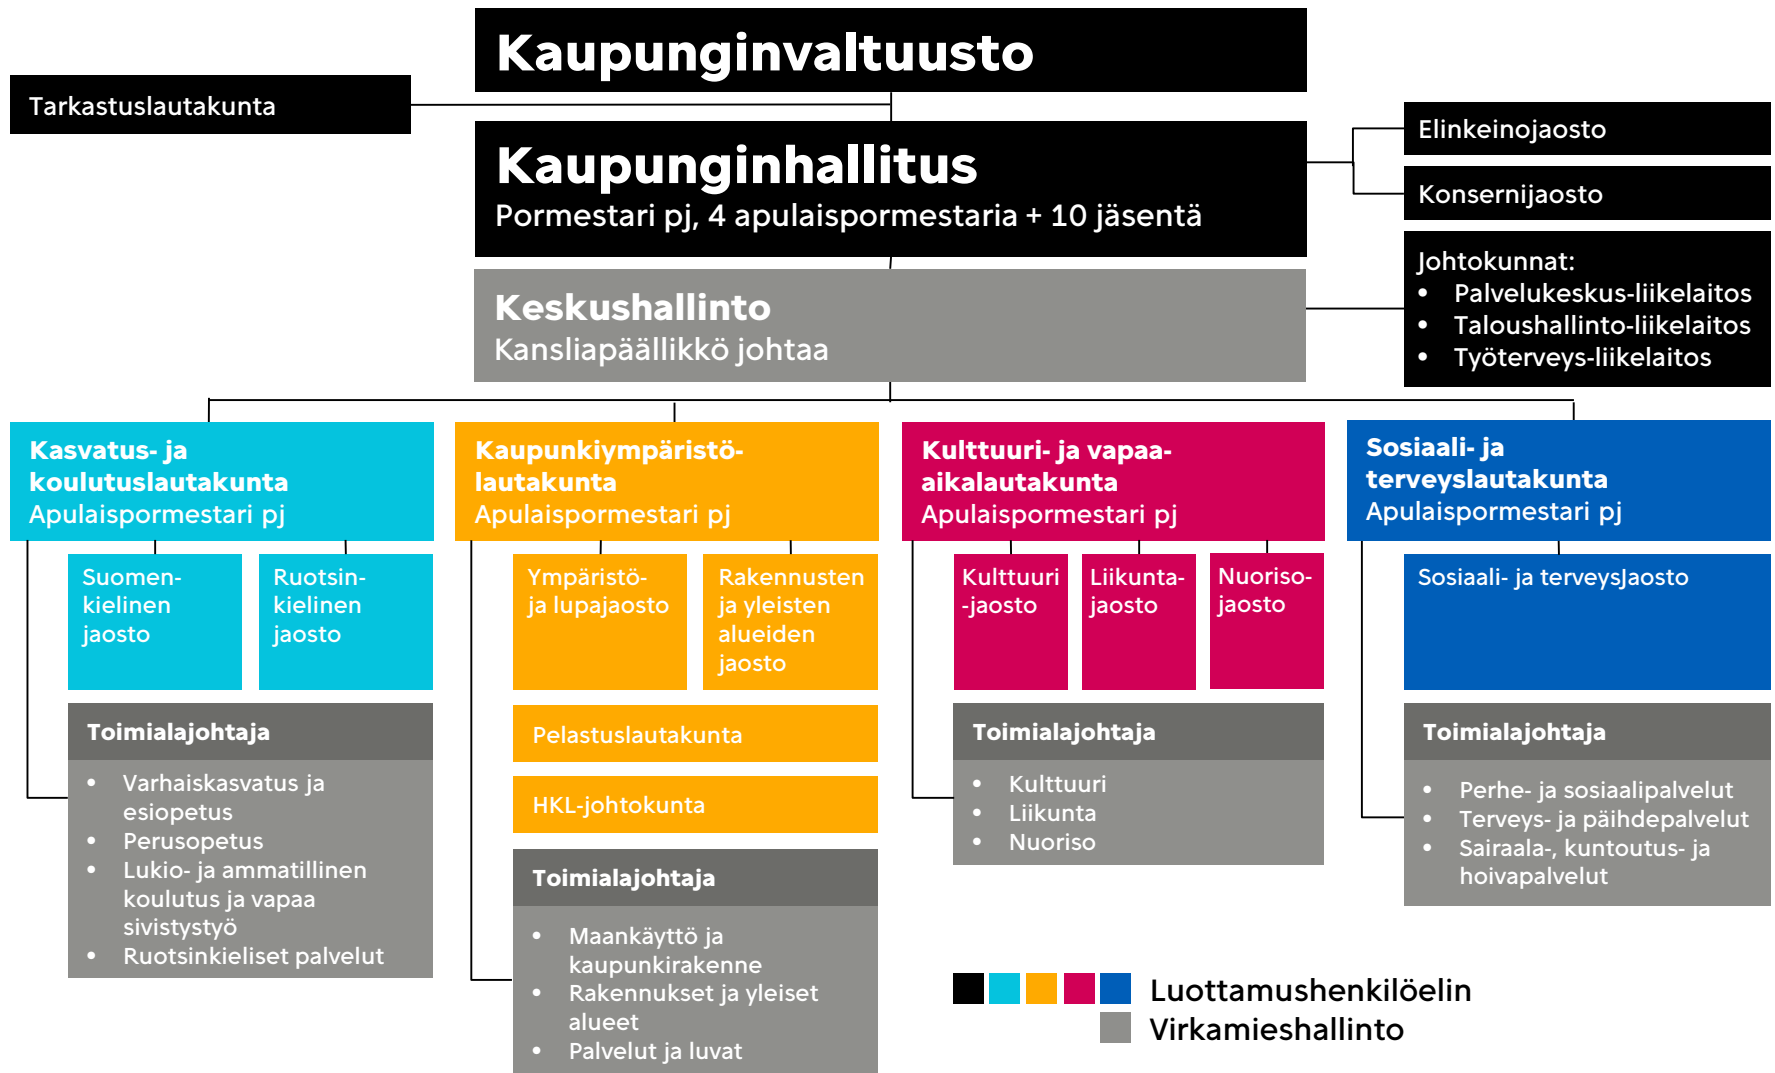 Kaupunginvaltuusto
Tarkastuslautakunta
Kaupunginhallitus
Pormestari pj, 4 apulaispormestaria + 10 jäsentä
Elinkeinojaosto
Konsernijaosto
Keskushallinto
Kansliapäällikkö johtaa
Johtokunnat:
• Palvelukeskus-liikelaitos
• Taloushallinto-liikelaitos
• Työterveys-liikelaitos
Kasvatus- ja
koulutuslautakunta
Apulaispormestari pj
Suomen-
kielinen
jaosto
Ruotsin-
kielinen
jaosto
Toimialajohtaja
• Varhaiskasvatus ja
esiopetus
• Perusopetus
• Lukio- ja ammatillinen
koulutus ja vapaa
sivistystyö
• Ruotsinkieliset palvelut
Kaupunkiympäristö-
lautakunta
Apulaispormestari pj
Ympäristö-
ja lupajaosto
Rakennusten
ja yleisten
alueiden
jaosto
Pelastuslautakunta
HKL-johtokunta
Toimialajohtaja
• Maankäyttö ja
kaupunkirakenne
• Rakennukset ja yleiset
alueet
• Palvelut ja luvat
Kulttuuri- ja vapaa-
aikalautakunta
Apulaispormestari pj
Kulttuuri
-jaosto
Liikunta-
jaosto
Nuoriso-
jaosto
Toimialajohtaja
• Kulttuuri
• Liikunta
• Nuoriso
Sosiaali- ja
terveyslautakunta
Apulaispormestari pj
Sosiaali- ja terveysJaosto
Toimialajohtaja
• Perhe- ja sosiaalipalvelut
• Terveys- ja päihdepalvelut
• Sairaala-, kuntoutus- ja
hoivapalvelut
Luottamushenkilöelin
Virkamieshallinto